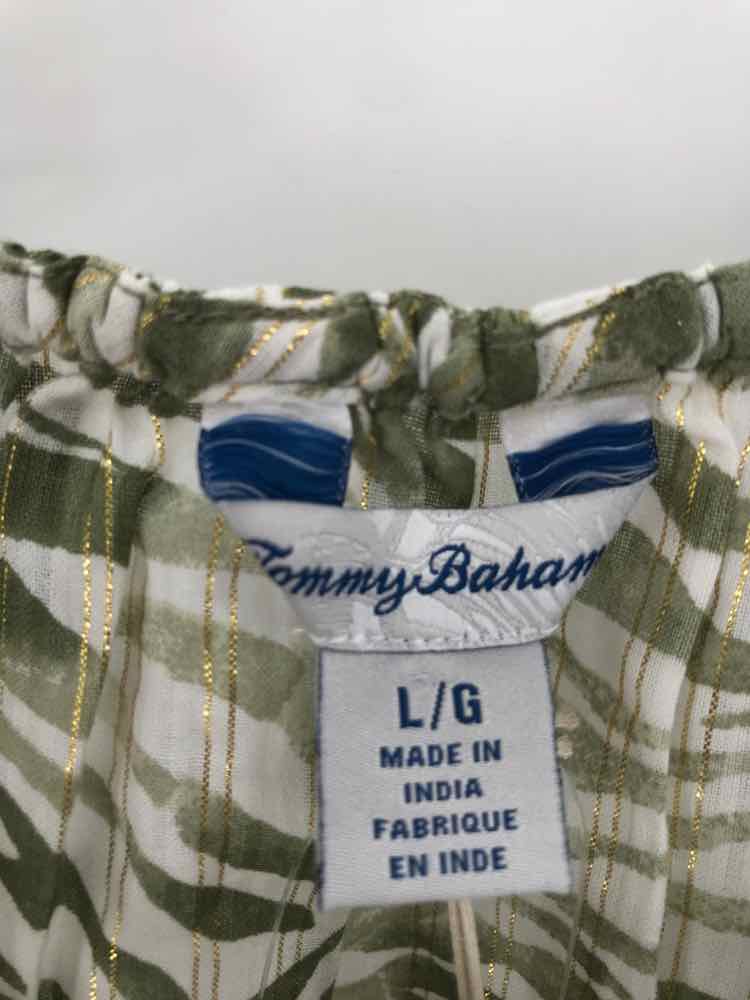 Tommy Baham
L/G
MADE IN
INDIA
FABRIQUE
EN INDE